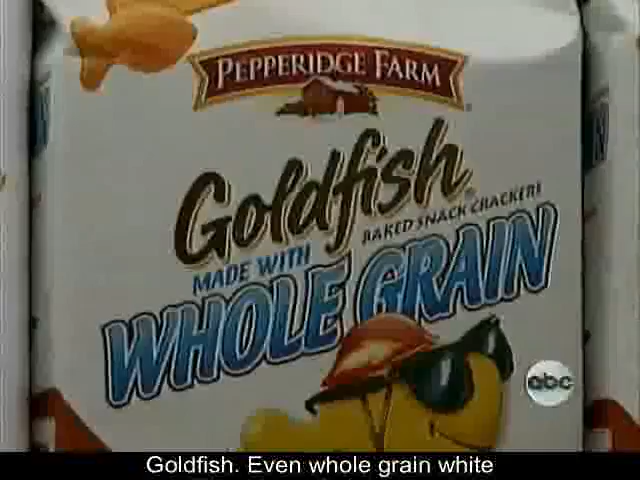 PEPPERIDGE FARM
Goldfish
BAKED SNACK CRACKERS
MADE WITH
WHOLE GRAIN
abc
Goldfish. Even whole grain white